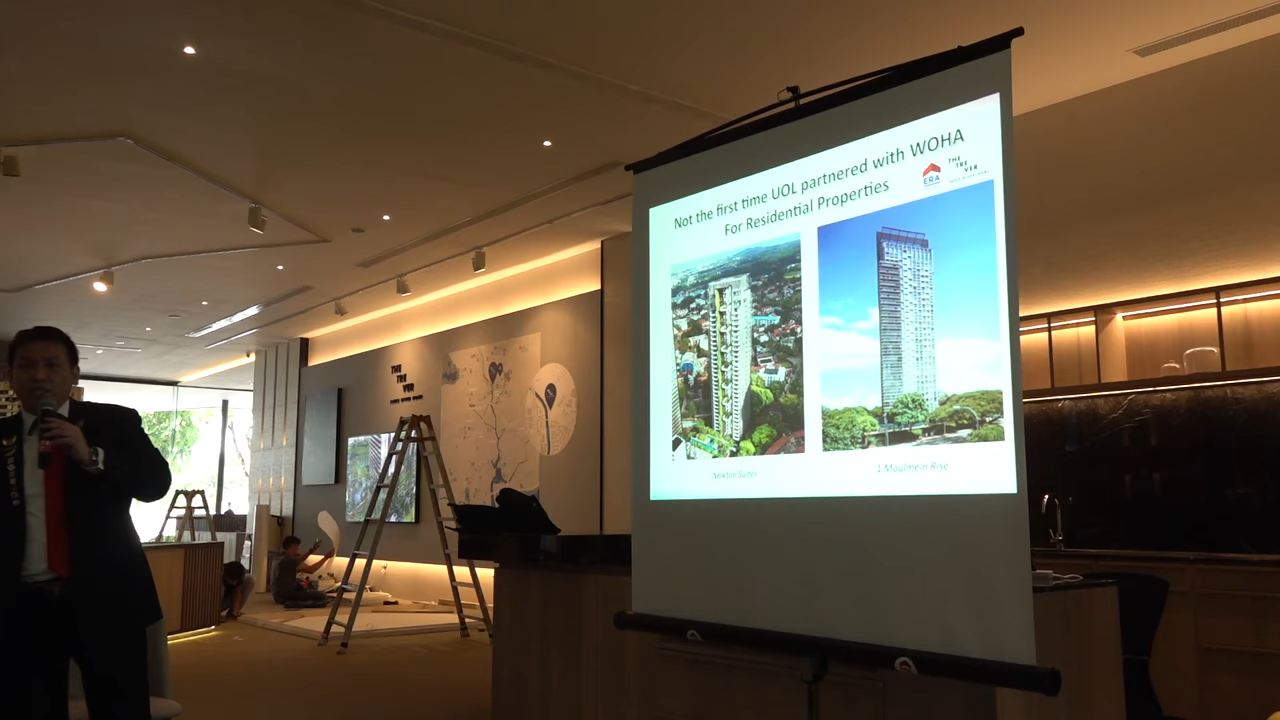 Not the first time UOL partnered with WOHA
For Residential Properties
ERA
THE
TRE
VER
Newton Suites
1 Moulmein Rise
THE
TRE
VER